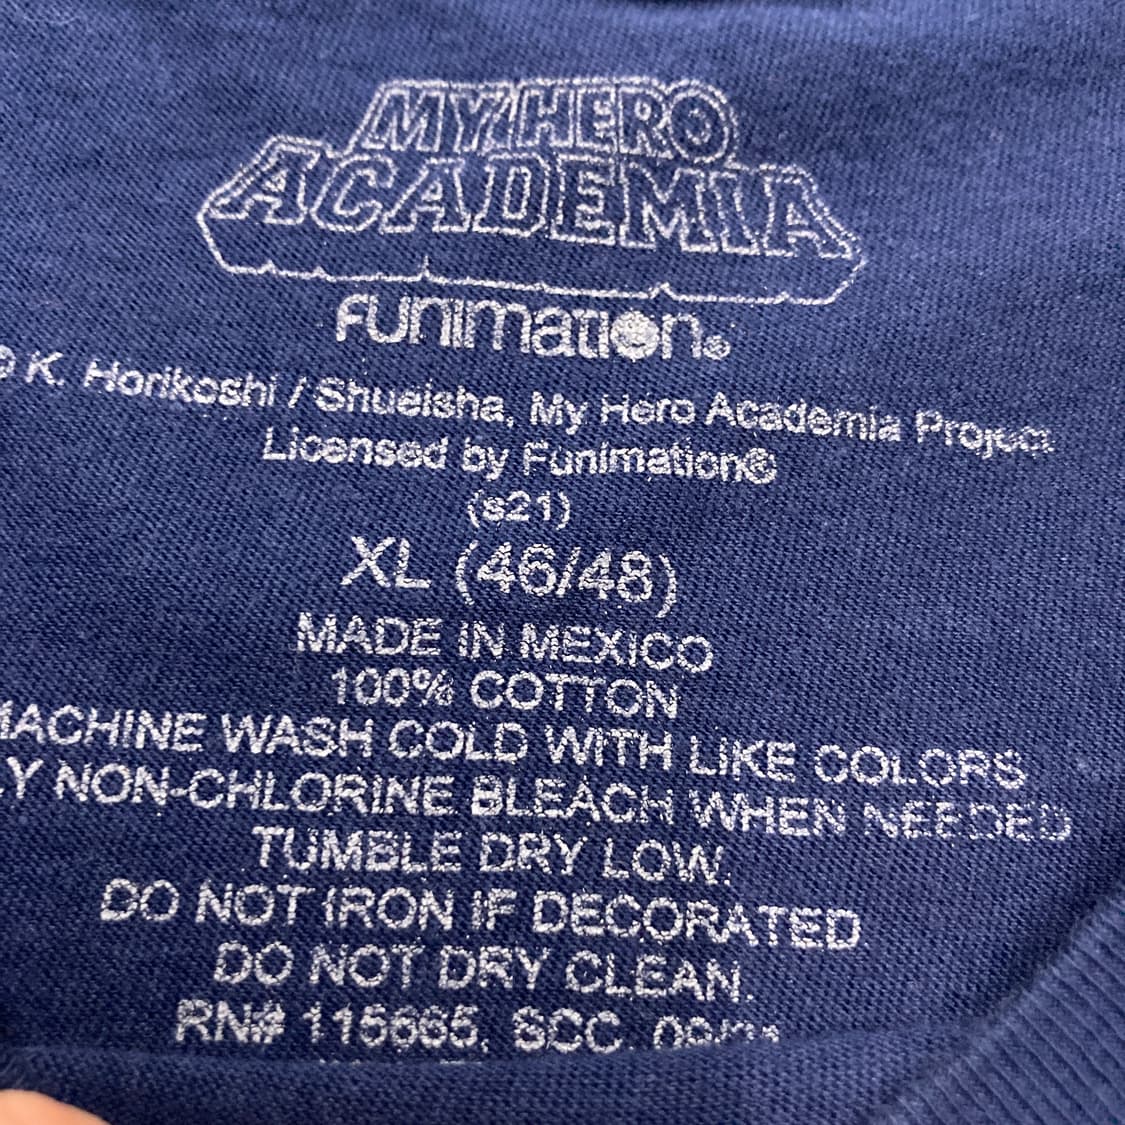 MY HERO
ACADEMIA
FUNIMATION®
© K. Horikoshi / Shueisha, My Hero Academia Project
Licensed by Funimation®
(s21)
XL (46/48)
MADE IN MEXICO
100% COTTON
MACHINE WASH COLD WITH LIKE COLORS
LY NON-CHLORINE BLEACH WHEN NEEDED
TUMBLE DRY LOW.
DO NOT IRON IF DECORATED
DO NOT DRY CLEAN.
RN# 115665, SCC,